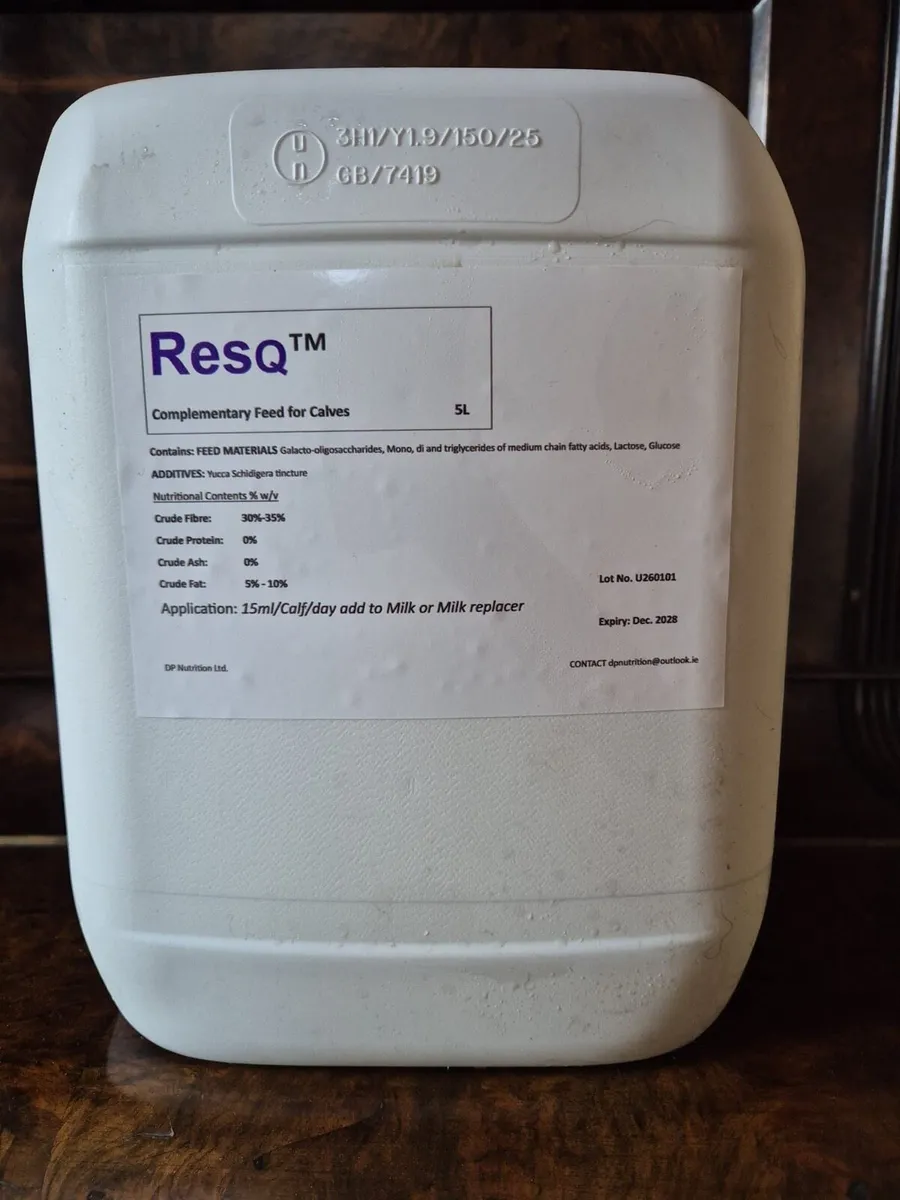 un 3H1/Y1.9/150/25
GB/7419
ResQ™
Complementary Feed for Calves 5L
Contains: FEED MATERIALS Galacto-oligosaccharides, Mono, di and triglycerides of medium chain fatty acids, Lactose, Glucose
ADDITIVES: Yucca Schidigera tincture
Nutritional Contents % w/v
Crude Fibre: 30%-35%
Crude Protein: 0%
Crude Ash: 0%
Crude Fat: 5% - 10%
Lot No. U260101
Application: 15ml/Calf/day add to Milk or Milk replacer
Expiry: Dec. 2028
DP Nutrition Ltd. CONTACT dpnutrition@outlook.ie